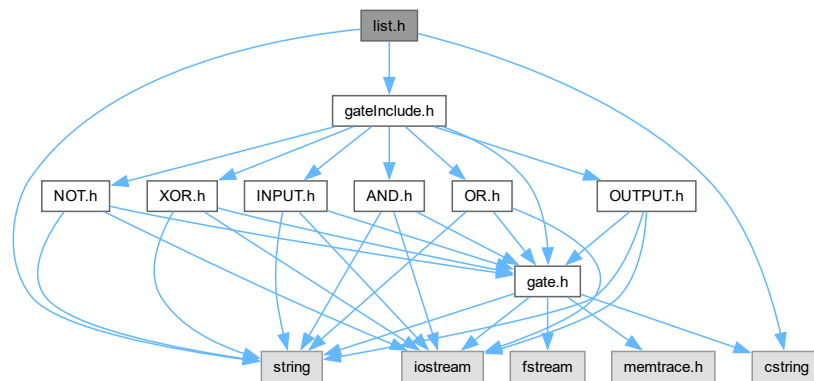 list.h
gateInclude.h
NOT.h
XOR.h
INPUT.h
AND.h
OR.h
OUTPUT.h
gate.h
string
iostream
fstream
memtrace.h
cstring